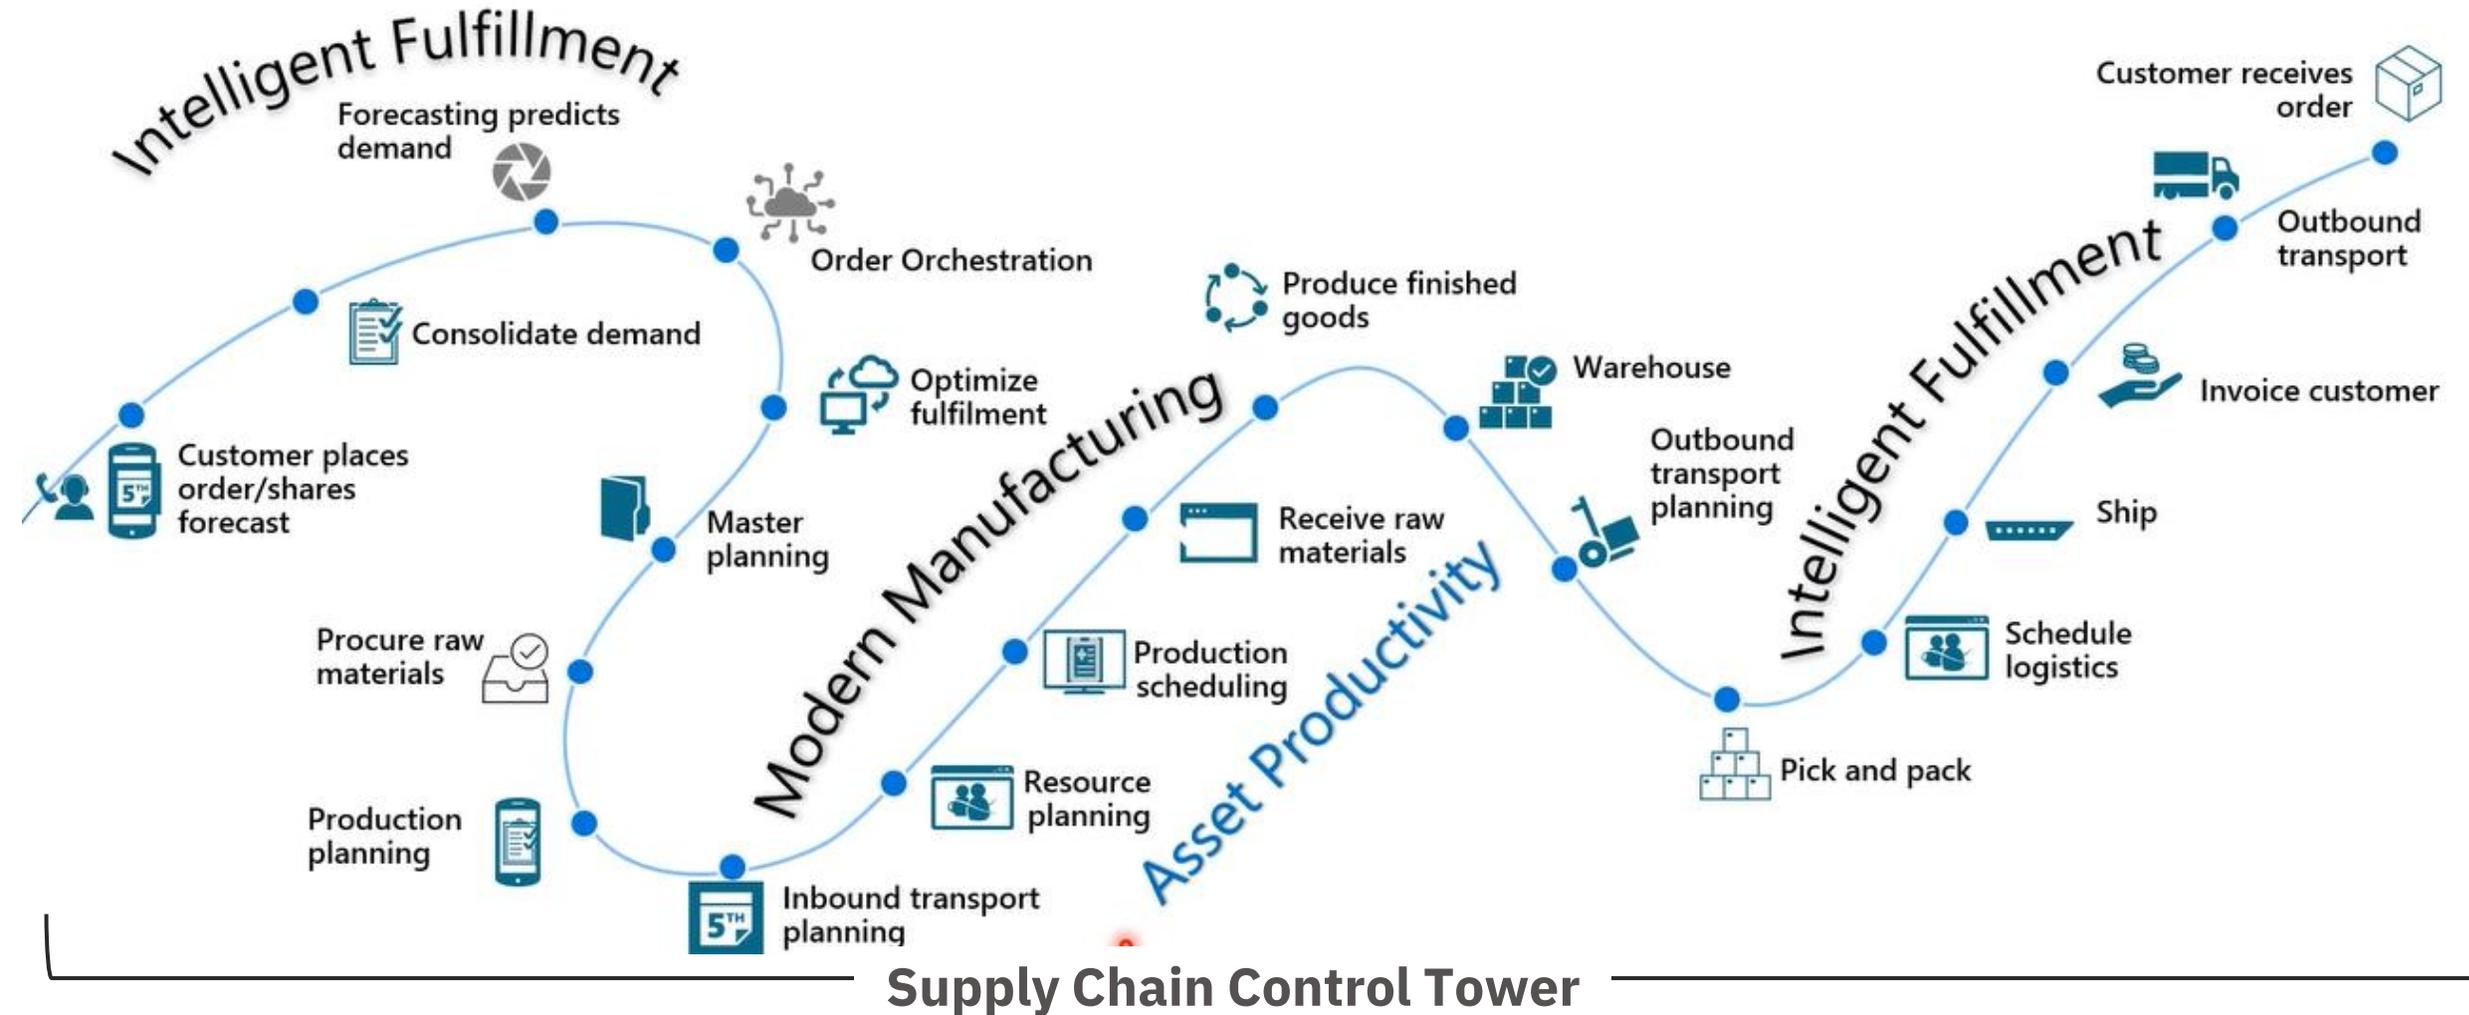 Intelligent Fulfillment
Forecasting predicts
demand
Order Orchestration
Consolidate demand
Customer places
order/shares
forecast
5TH
Optimize
fulfilment
Master
planning
Procure raw
materials
Production
planning
5TH
Inbound transport
planning
Modern Manufacturing
Resource
planning
Production
scheduling
Receive raw
materials
Produce finished
goods
Asset Productivity
Warehouse
Outbound
transport
planning
Pick and pack
Intelligent Fulfillment
Schedule
logistics
Ship
Invoice customer
Outbound
transport
Customer receives
order
Supply Chain Control Tower